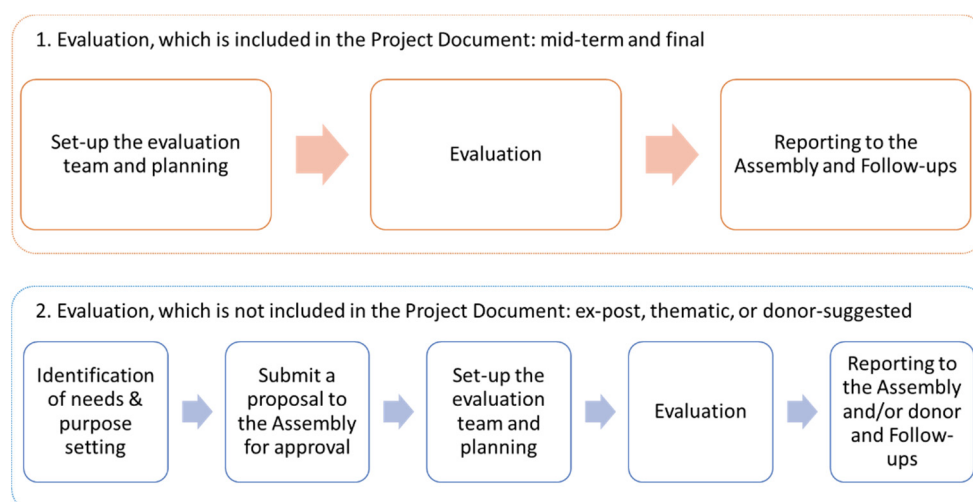 1. Evaluation, which is included in the Project Document: mid-term and final
Set-up the evaluation
team and planning
Evaluation
Reporting to the
Assembly and Follow-ups
2. Evaluation, which is not included in the Project Document: ex-post, thematic, or donor-suggested
Identification
of needs &
purpose
setting
Submit a
proposal to
the Assembly
for approval
Set-up the
evaluation
team and
planning
Evaluation
Reporting to
the Assembly
and/or donor
and Follow-
ups